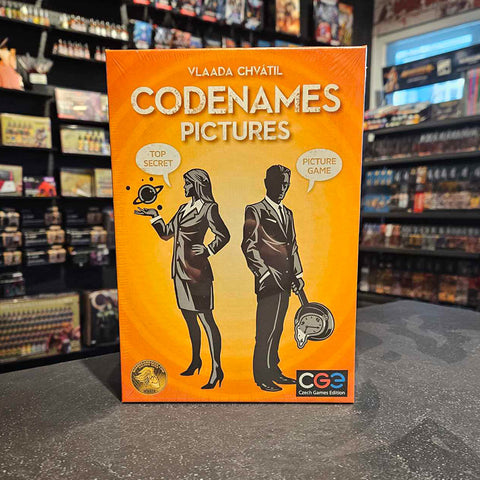 VLAADA CHVÁTIL
CODENAMES
PICTURES
TOP
SECRET
PICTURE
GAME
CGE
Czech Games Edition